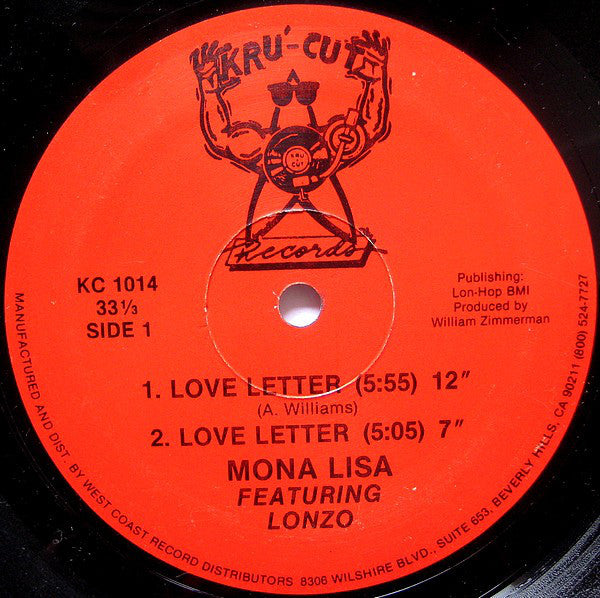 KRU'-CUT
KRU
CUT
Records
KC 1014
33⅓
SIDE 1
Publishing:
Lon-Hop BMI
Produced by
William Zimmerman
1. LOVE LETTER (5:55) 12"
(A. Williams)
2. LOVE LETTER (5:05) 7"
MONA LISA
FEATURING
LONZO
MANUFACTURED AND DIST. BY WEST COAST RECORD DISTRIBUTORS 8306 WILSHIRE BLVD., SUITE 653, BEVERLY HILLS, CA 90211 (800) 524-7727